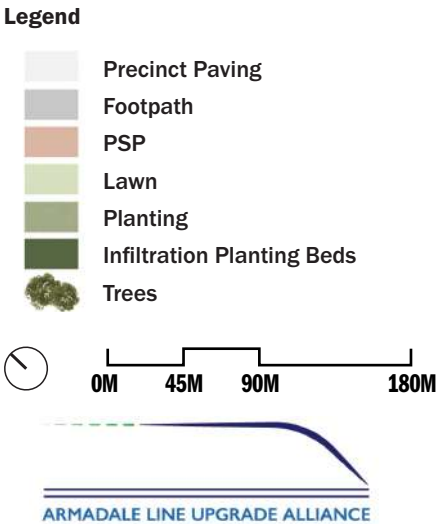 Legend
Precinct Paving
Footpath
PSP
Lawn
Planting
Infiltration Planting Beds
Trees
0M 45M 90M 180M
ARMADALE LINE UPGRADE ALLIANCE